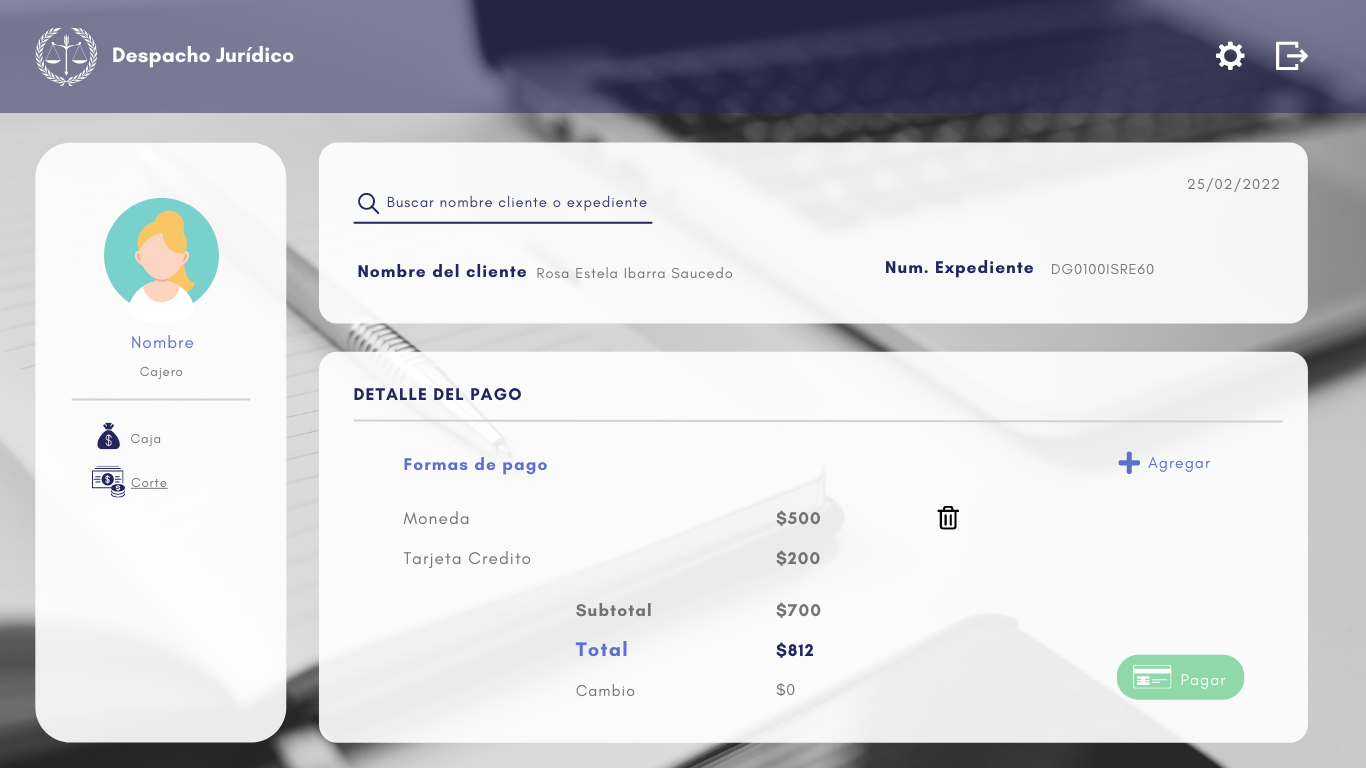 Despacho Jurídico
25/02/2022
Buscar nombre cliente o expediente
Nombre del cliente Rosa Estela Ibarra Saucedo
Num. Expediente DG0100ISRE60
Nombre
Cajero
Caja
Corte
DETALLE DEL PAGO
Formas de pago
Agregar
Moneda $500
Tarjeta Credito $200
Subtotal $700
Total $812
Cambio $0
Pagar